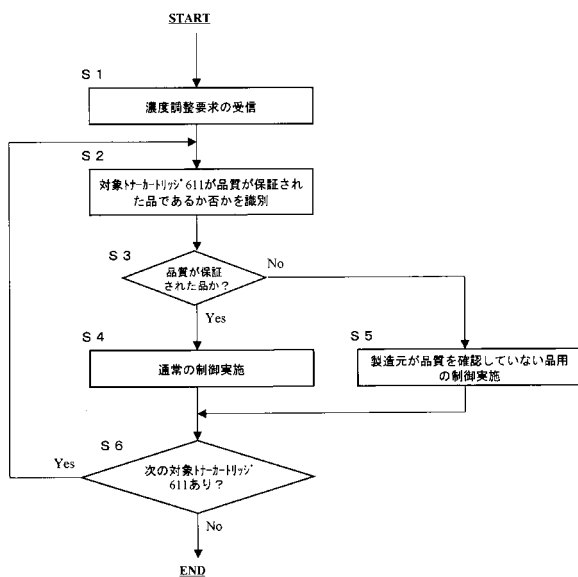 START
S 1
濃度調整要求の受信
S 2
対象ﾄﾅｰｶｰﾄﾘｯｼﾞ611が品質が保証され
た品であるか否かを識別
S 3
品質が保証
された品か？
No
Yes
S 4
通常の制御実施
S 5
製造元が品質を確認していない品用
の制御実施
S 6
Yes
次の対象ﾄﾅｰｶｰﾄﾘｯｼﾞ
611あり？
No
END